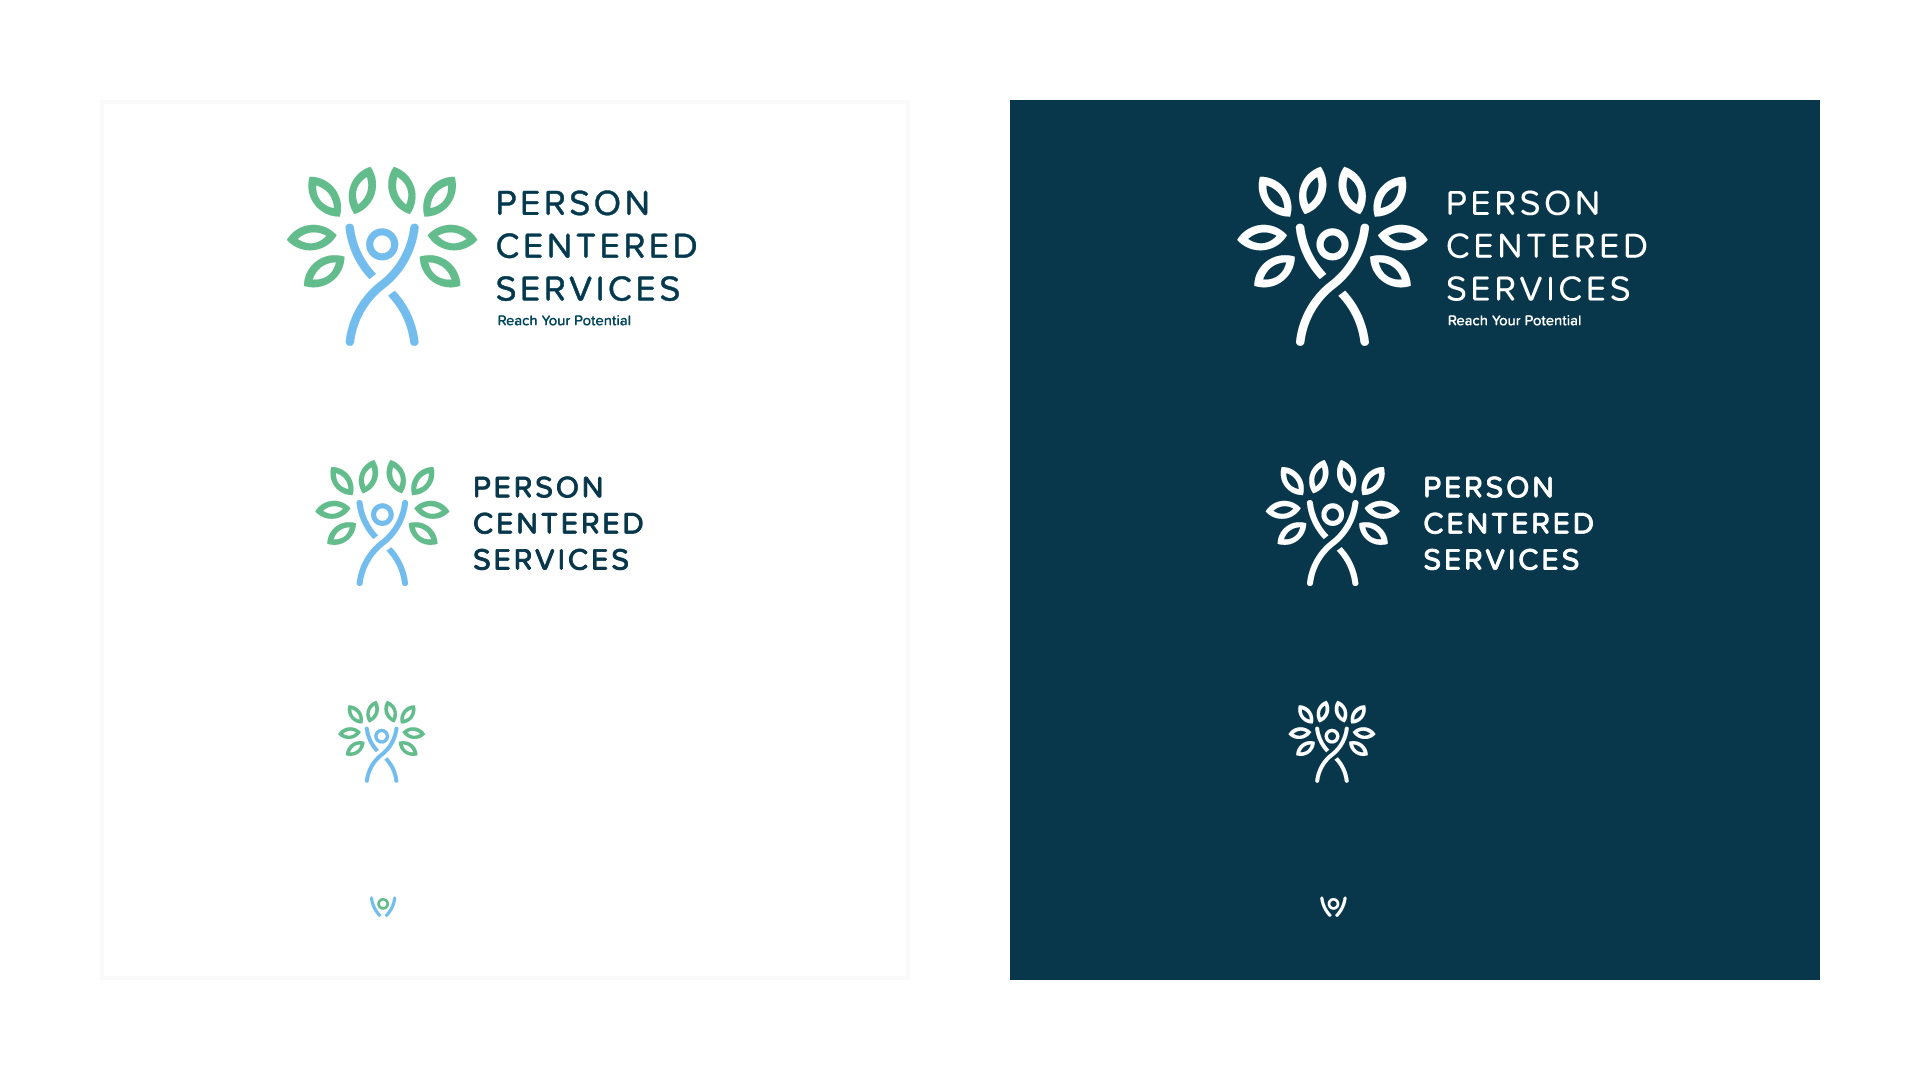 PERSON
CENTERED
SERVICES
Reach Your Potential
PERSON
CENTERED
SERVICES
PERSON
CENTERED
SERVICES
Reach Your Potential
PERSON
CENTERED
SERVICES